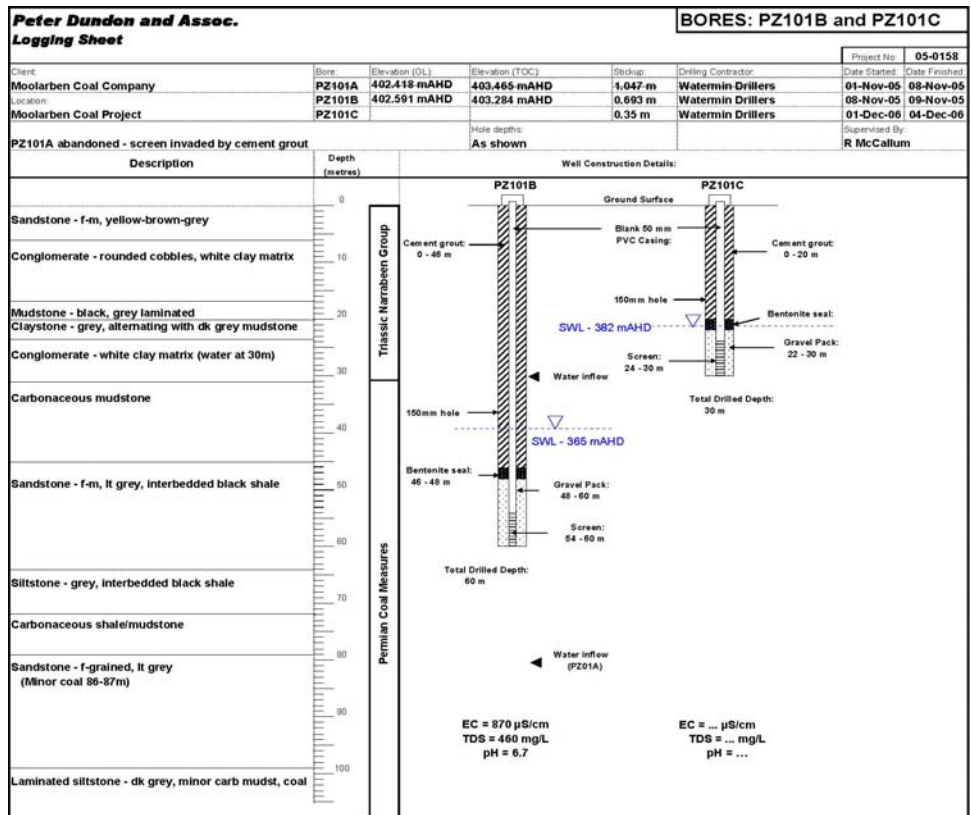 Peter Dundon and Assoc.
BORES: PZ101B and PZ101C
Logging Sheet
Project No: 05-0158
Client: Bore: Elevation (GL): Elevation (TOC): Stickup: Drilling Contractor: Date Started: Date Finished:
Moolarben Coal Company PZ101A 402.418 mAHD 403.465 mAHD 1.047 m Watermin Drillers 01-Nov-05 08-Nov-05
Location: PZ101B 402.591 mAHD 403.284 mAHD 0.693 m Watermin Drillers 08-Nov-05 09-Nov-05
Moolarben Coal Project PZ101C 0.35 m Watermin Drillers 01-Dec-06 04-Dec-06
Hole depths: Supervised By:
PZ101A abandoned - screen invaded by cement grout As shown R McCallum
Description
Depth
(metres)
Well Construction Details:
PZ101B
PZ101C
0
Ground Surface
Sandstone - f-m, yellow-brown-grey
Blank 50 mm
PVC Casing:
Cement grout:
0 - 46 m
Cement grout:
0 - 20 m
Conglomerate - rounded cobbles, white clay matrix
10
Triassic Narrabeen Group
150mm hole
Mudstone - black, grey laminated
Bentonite seal:
20
Claystone - grey, alternating with dk grey mudstone
SWL - 382 mAHD
Gravel Pack:
22 - 30 m
Conglomerate - white clay matrix (water at 30m)
Screen:
24 - 30 m
30
Water inflow
Carbonaceous mudstone
Total Drilled Depth:
30 m
150mm hole
40
SWL - 365 mAHD
Bentonite seal:
46 - 48 m
Sandstone - f-m, lt grey, interbedded black shale
50
Gravel Pack:
48 - 60 m
Screen:
54 - 60 m
60
Permian Coal Measures
Total Drilled Depth:
60 m
Siltstone - grey, interbedded black shale
70
Carbonaceous shale/mudstone
80
Water inflow
(PZ01A)
Sandstone - f-grained, lt grey
(Minor coal 86-87m)
90
EC = 870 µS/cm
TDS = 460 mg/L
pH = 6.7
EC = ... µS/cm
TDS = ... mg/L
pH = ...
100
Laminated siltstone - dk grey, minor carb mudst, coal